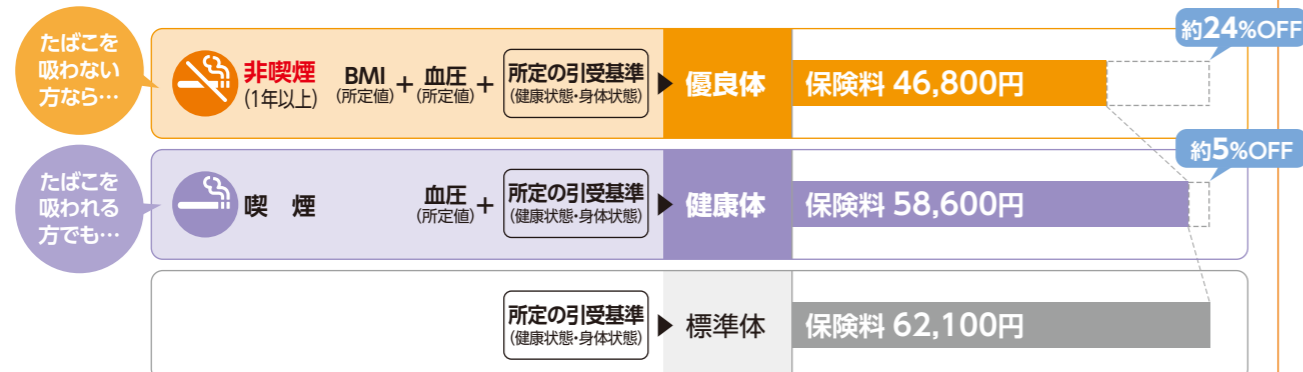 約24%OFF
たばこを
吸わない
方なら…
非喫煙
(1年以上)
BMI
(所定値)
+
血圧
(所定値)
+
所定の引受基準
(健康状態・身体状態)
▶
優良体
保険料 46,800円
約5%OFF
たばこを
吸われる
方でも…
喫 煙
血圧
(所定値)
+
所定の引受基準
(健康状態・身体状態)
▶
健康体
保険料 58,600円
所定の引受基準
(健康状態・身体状態)
▶
標準体
保険料 62,100円